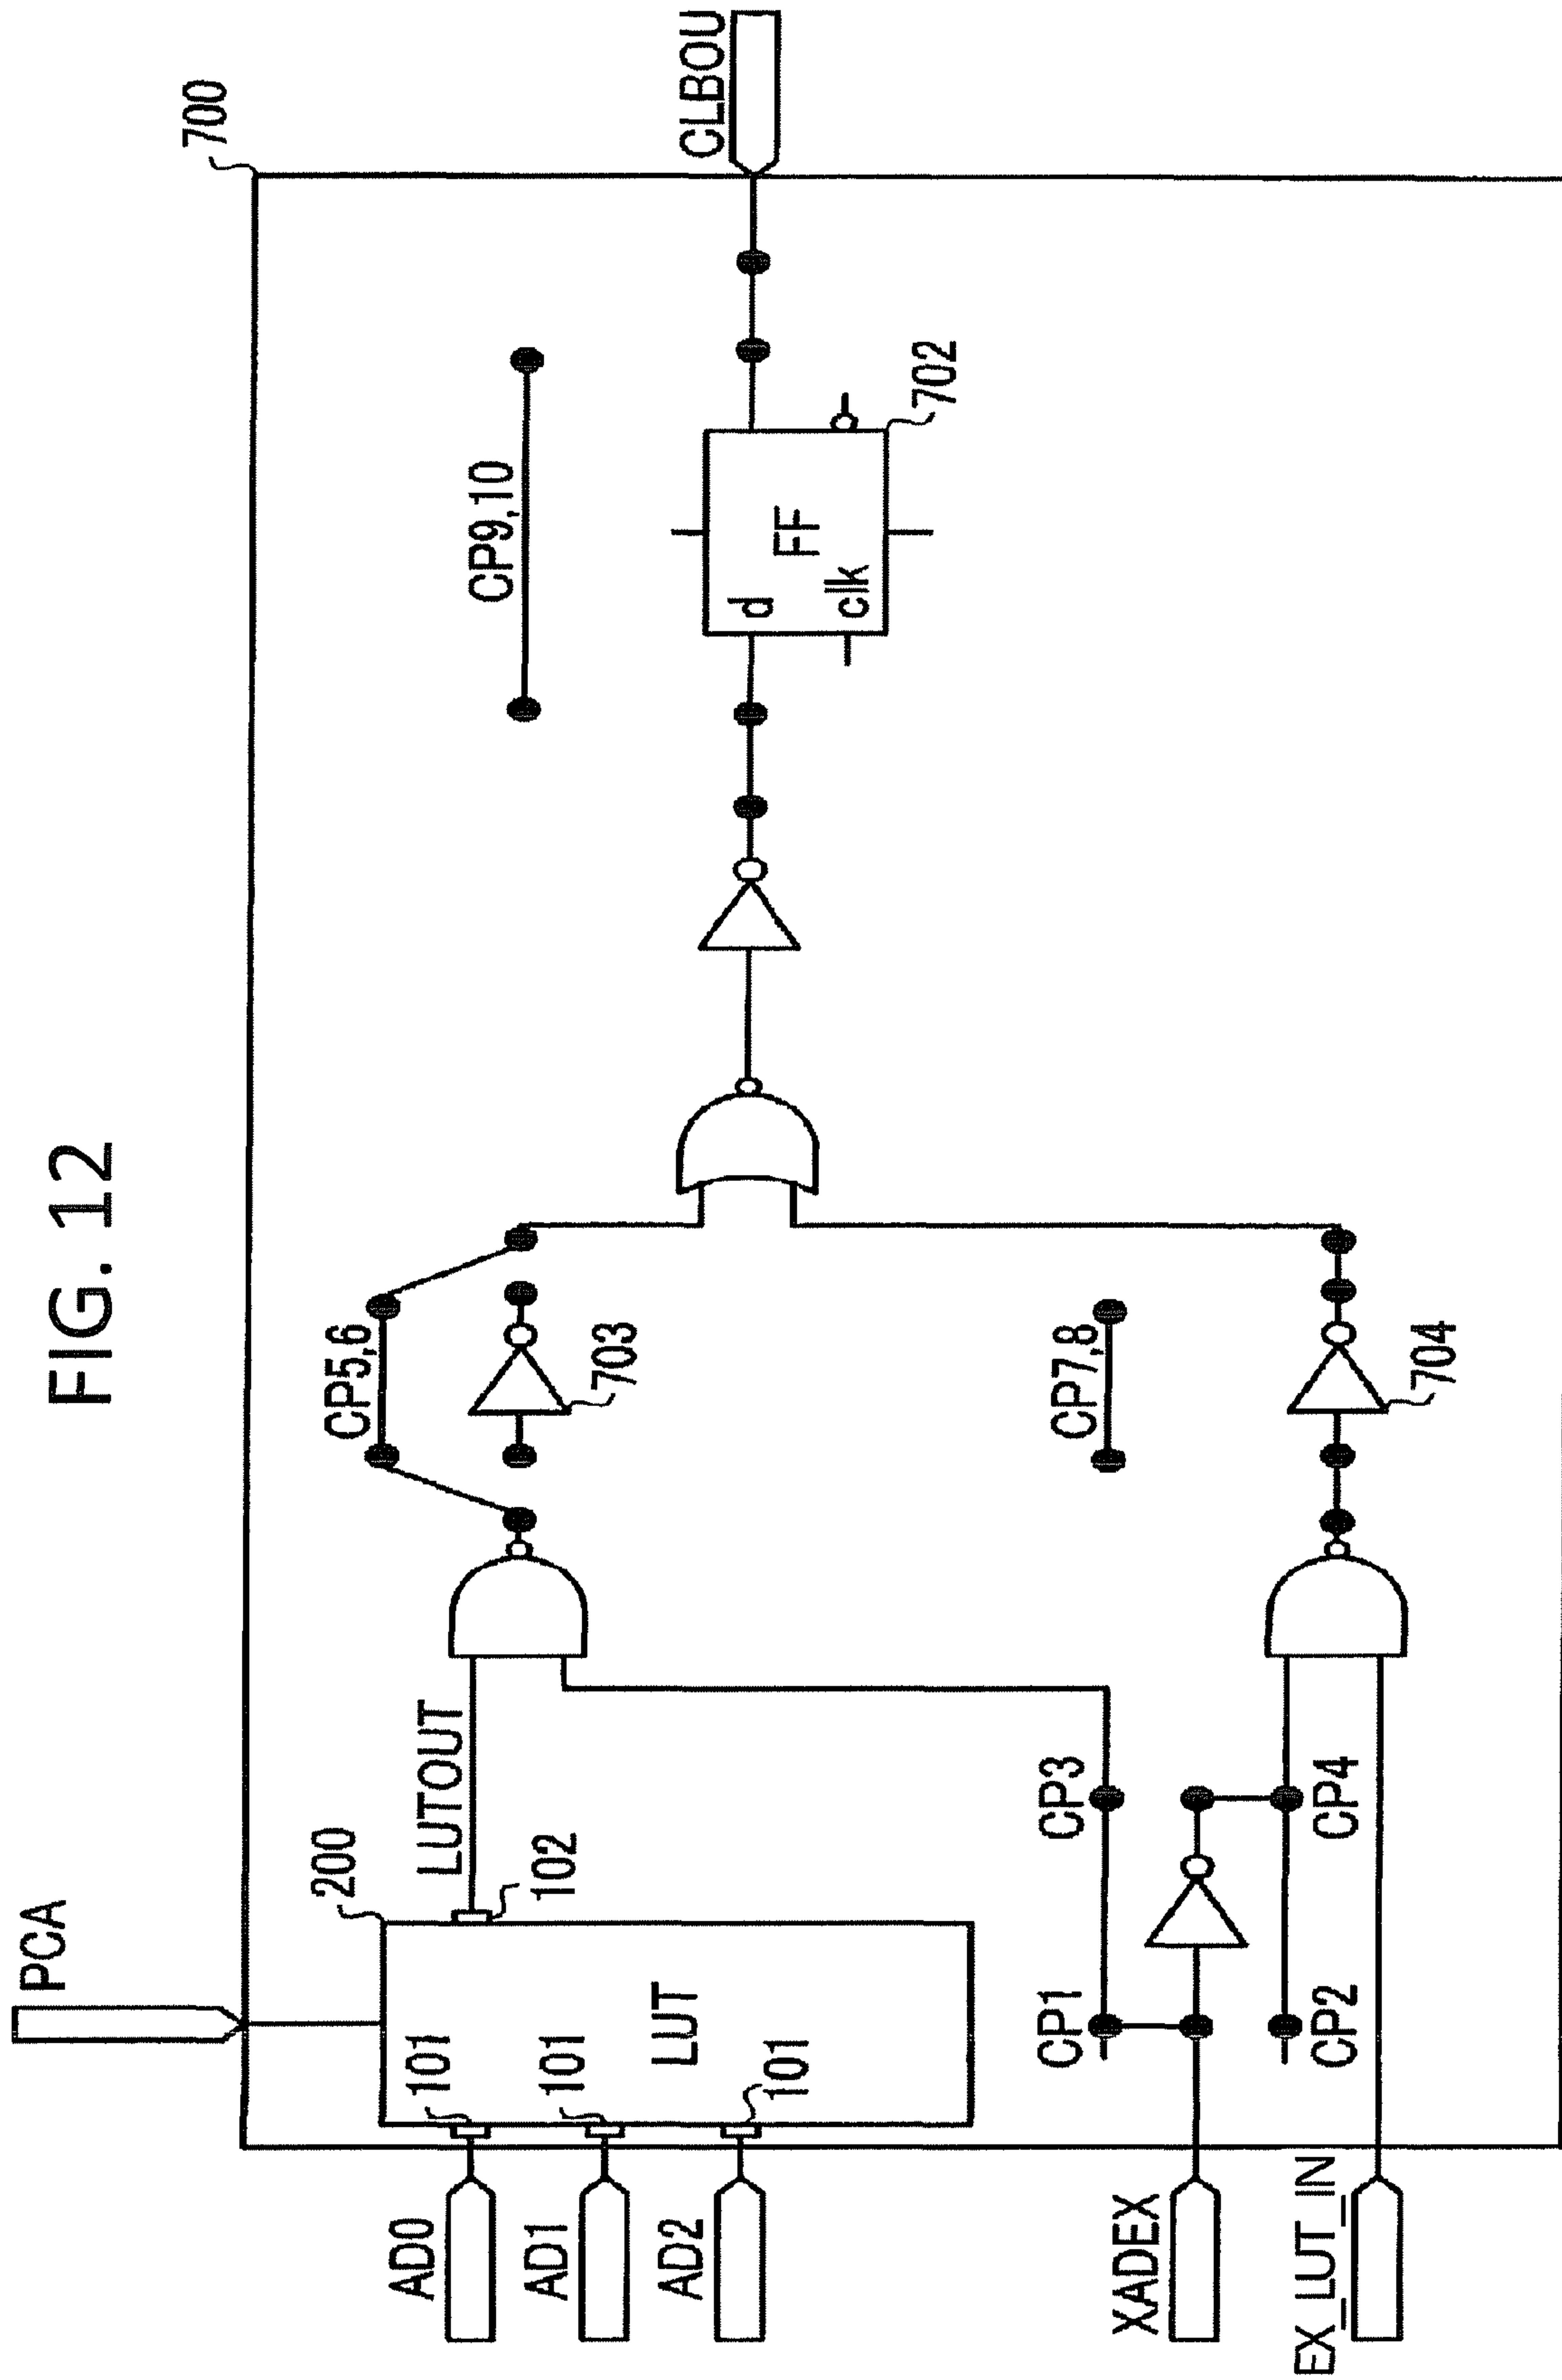 FIG. 12
PCA
700
200
LUTOUT
102
101
101
101
LUT
AD0
AD1
AD2
CP5,6
703
CP9,10
d
FF
clk
702
CLBOU
CP1
CP3
CP7,8
XADEX
CP2
CP4
704
EX_LUT_IN